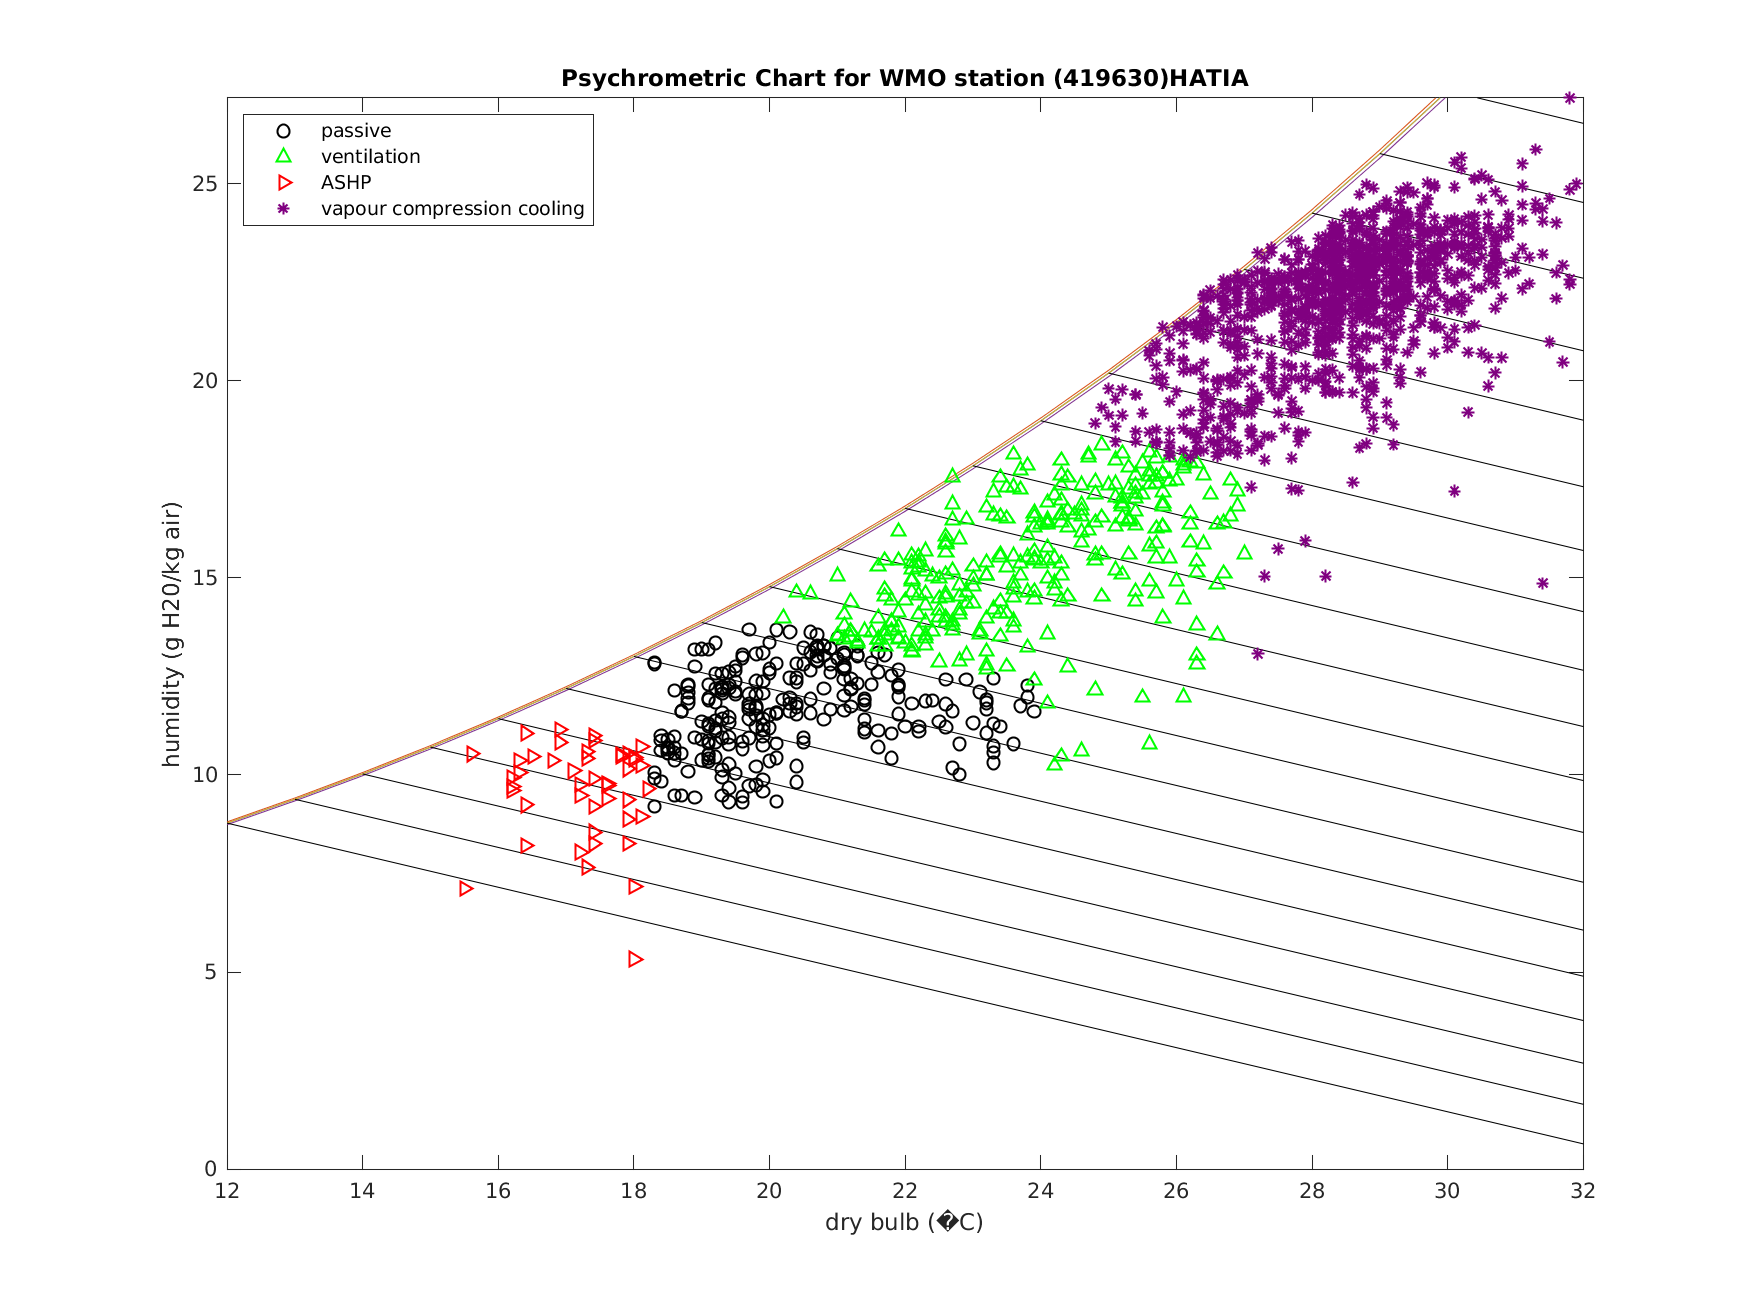 Psychrometric Chart for WMO station (419630)HATIA
passive
ventilation
ASHP
vapour compression cooling
humidity (g H20/kg air)
25
20
15
10
5
0
12 14 16 18 20 22 24 26 28 30 32
dry bulb (�C)